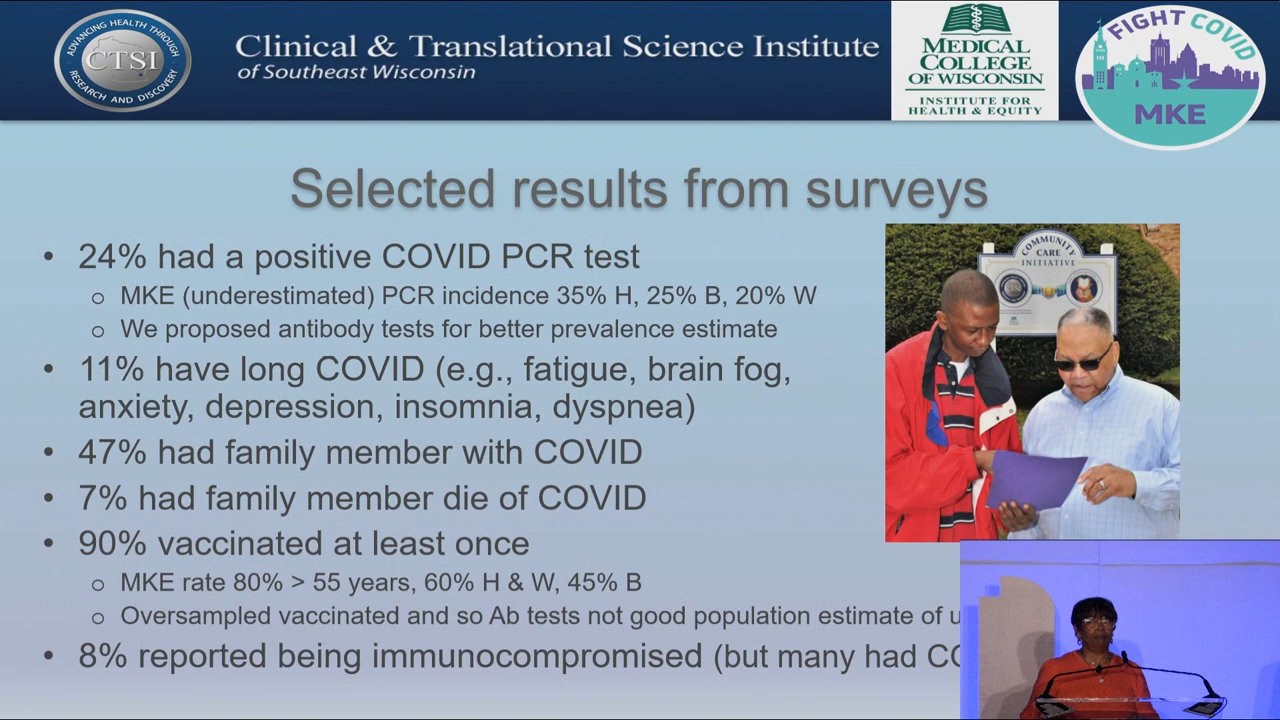 ADVANCING HEALTH THROUGH
CTSI
RESEARCH AND DISCOVERY
Clinical & Translational Science Institute
of Southeast Wisconsin
MEDICAL
COLLEGE
OF WISCONSIN
INSTITUTE FOR
HEALTH & EQUITY
FIGHT COVID
MKE
Selected results from surveys
• 24% had a positive COVID PCR test
o MKE (underestimated) PCR incidence 35% H, 25% B, 20% W
o We proposed antibody tests for better prevalence estimate
• 11% have long COVID (e.g., fatigue, brain fog,
anxiety, depression, insomnia, dyspnea)
• 47% had family member with COVID
• 7% had family member die of COVID
• 90% vaccinated at least once
o MKE rate 80% > 55 years, 60% H & W, 45% B
o Oversampled vaccinated and so Ab tests not good population estimate of
• 8% reported being immunocompromised (but many had
COMMUNITY
CARE
INITIATIVE